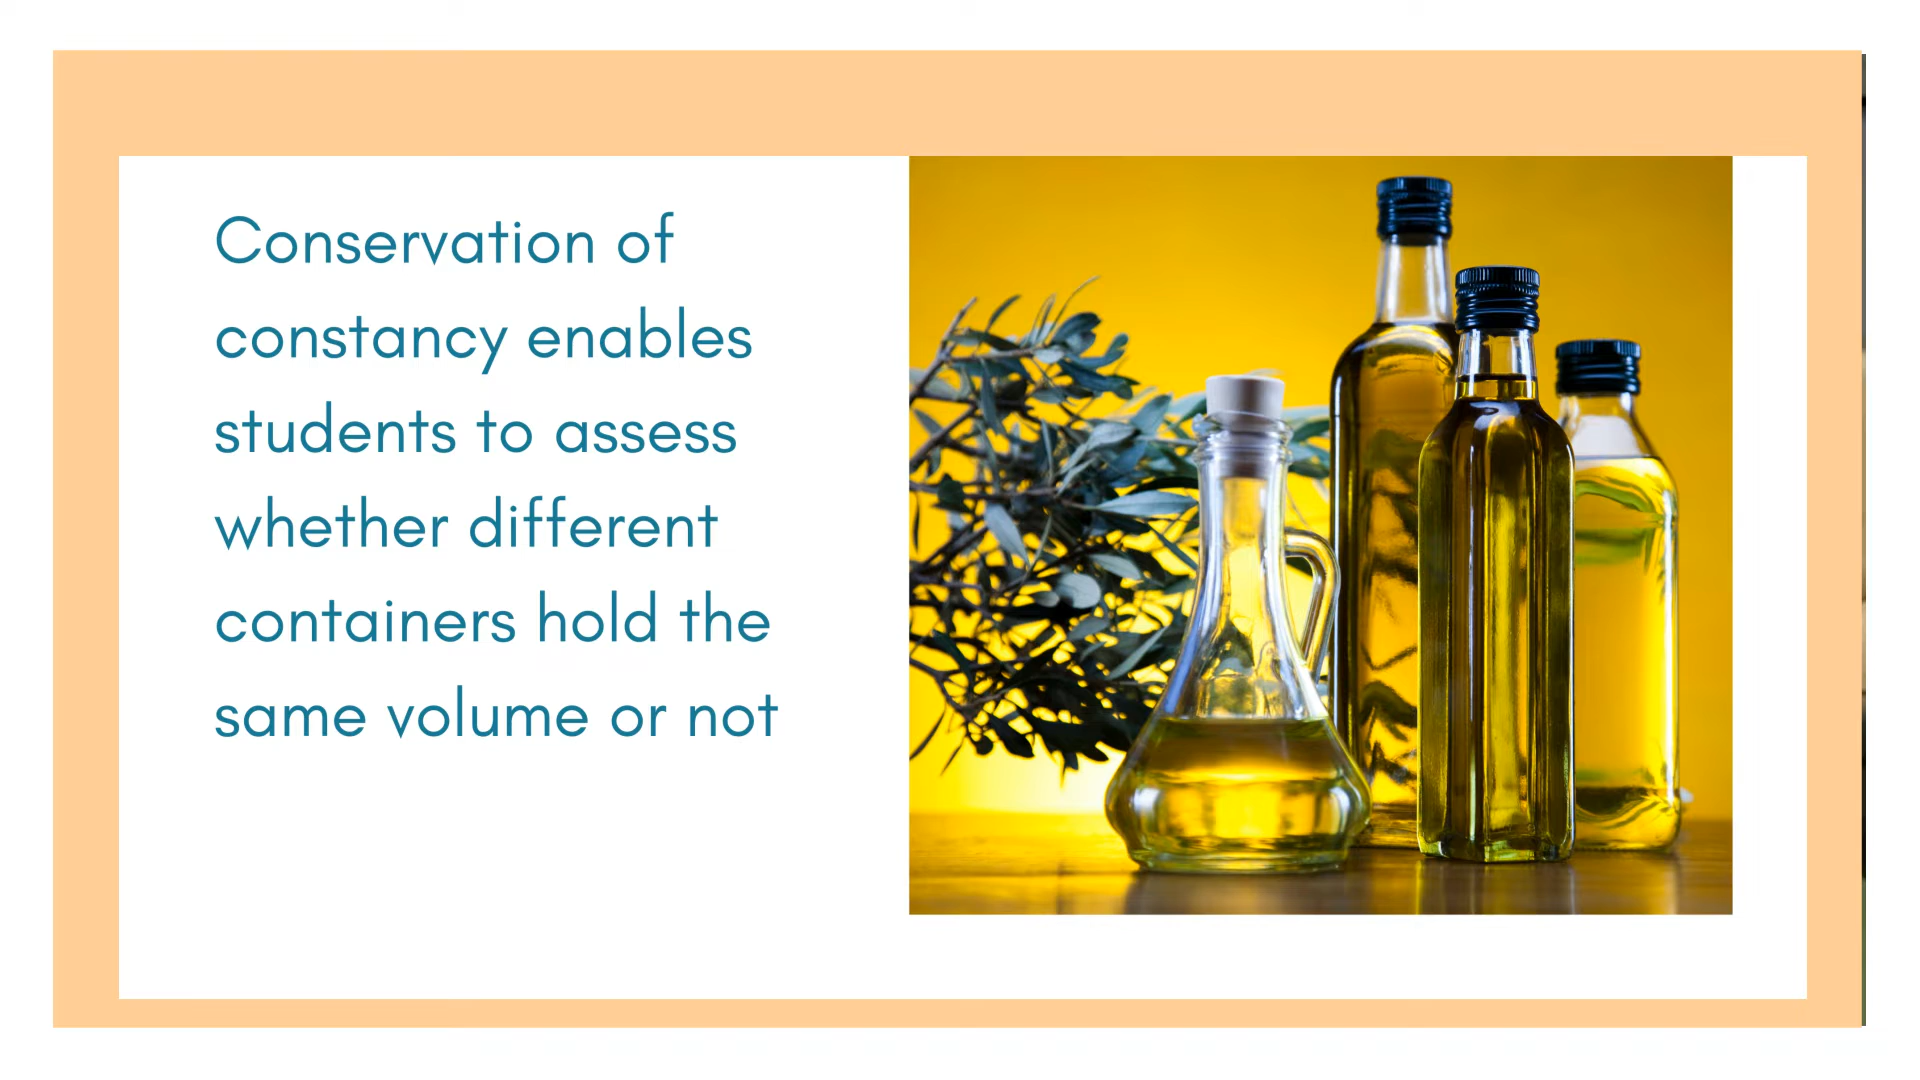 Conservation of
constancy enables
students to assess
whether different
containers hold the
same volume or not